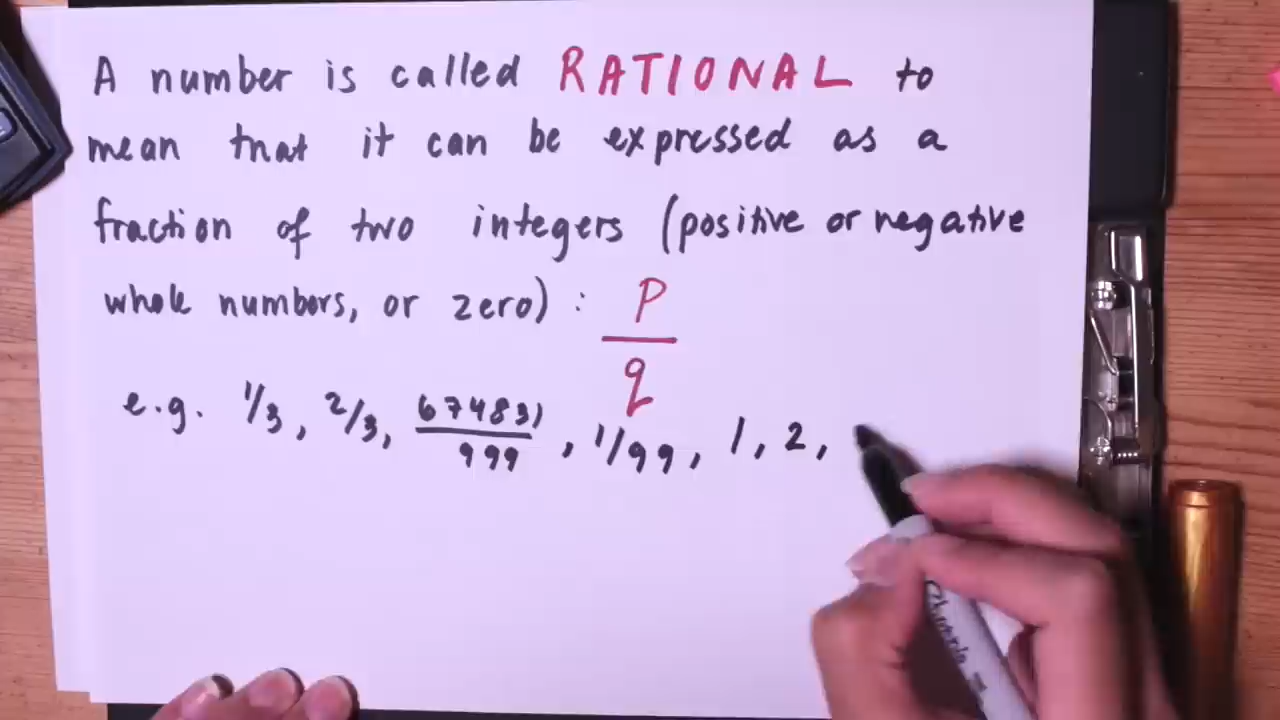 A number is called RATIONAL to
mean that it can be expressed as a
fraction of two integers (positive or negative
whole numbers, or zero) : p
q
e.g. 1/3, 2/3, 674831/999, 1/99, 1, 2,
Sharpie